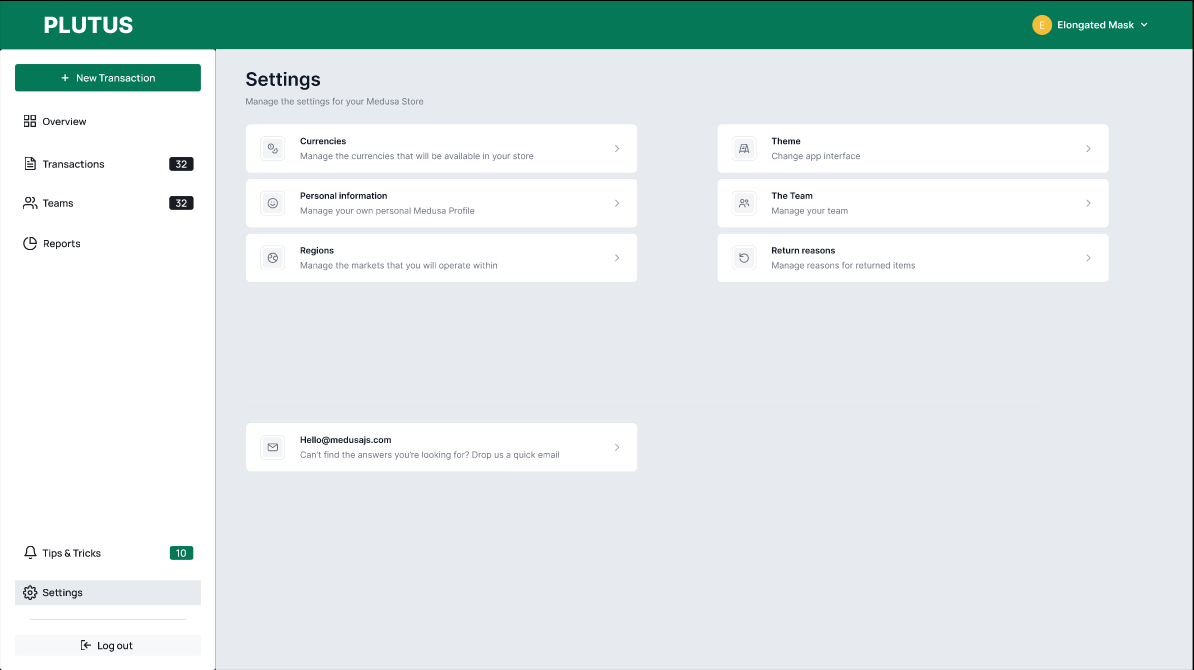 PLUTUS
E Elongated Mask
+ New Transaction
Overview
Transactions 32
Teams 32
Reports
Tips & Tricks 10
Settings
Log out
Settings
Manage the settings for your Medusa Store
Currencies
Manage the currencies that will be available in your store
Theme
Change app interface
Personal information
Manage your own personal Medusa Profile
The Team
Manage your team
Regions
Manage the markets that you will operate within
Return reasons
Manage reasons for returned items
Hello@medusajs.com
Can't find the answers you're looking for? Drop us a quick email